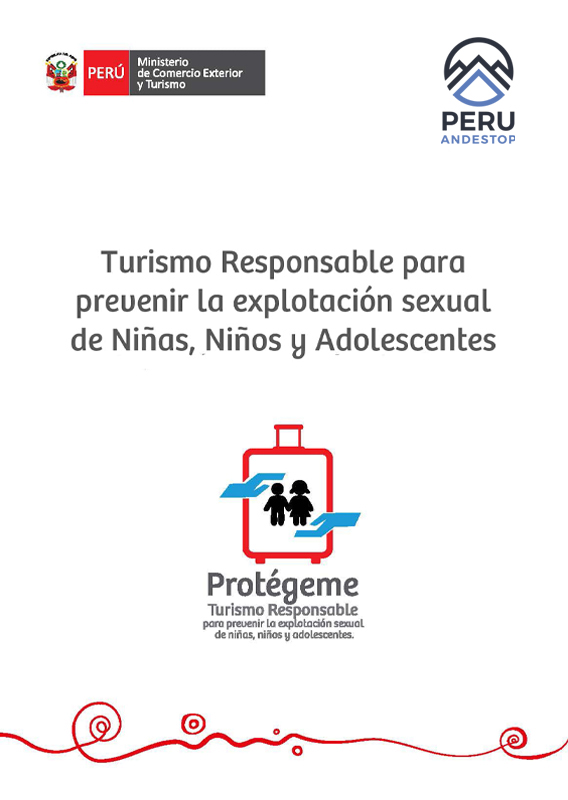 PERÚ
Ministerio
de Comercio Exterior
y Turismo
PERU
ANDESTOP
Turismo Responsable para
prevenir la explotación sexual
de Niñas, Niños y Adolescentes
Protégeme
Turismo Responsable
para prevenir la explotación sexual
de niñas, niños y adolescentes.